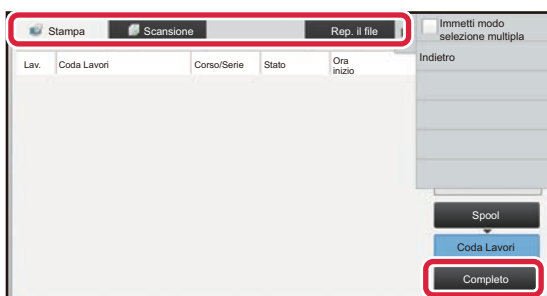 Stampa
Scansione
Rep. il file
Immetti modo
selezione multipla
Indietro
Lav.
Coda Lavori
Corso/Serie
Stato
Ora
inizio
Spool
Coda Lavori
Completo